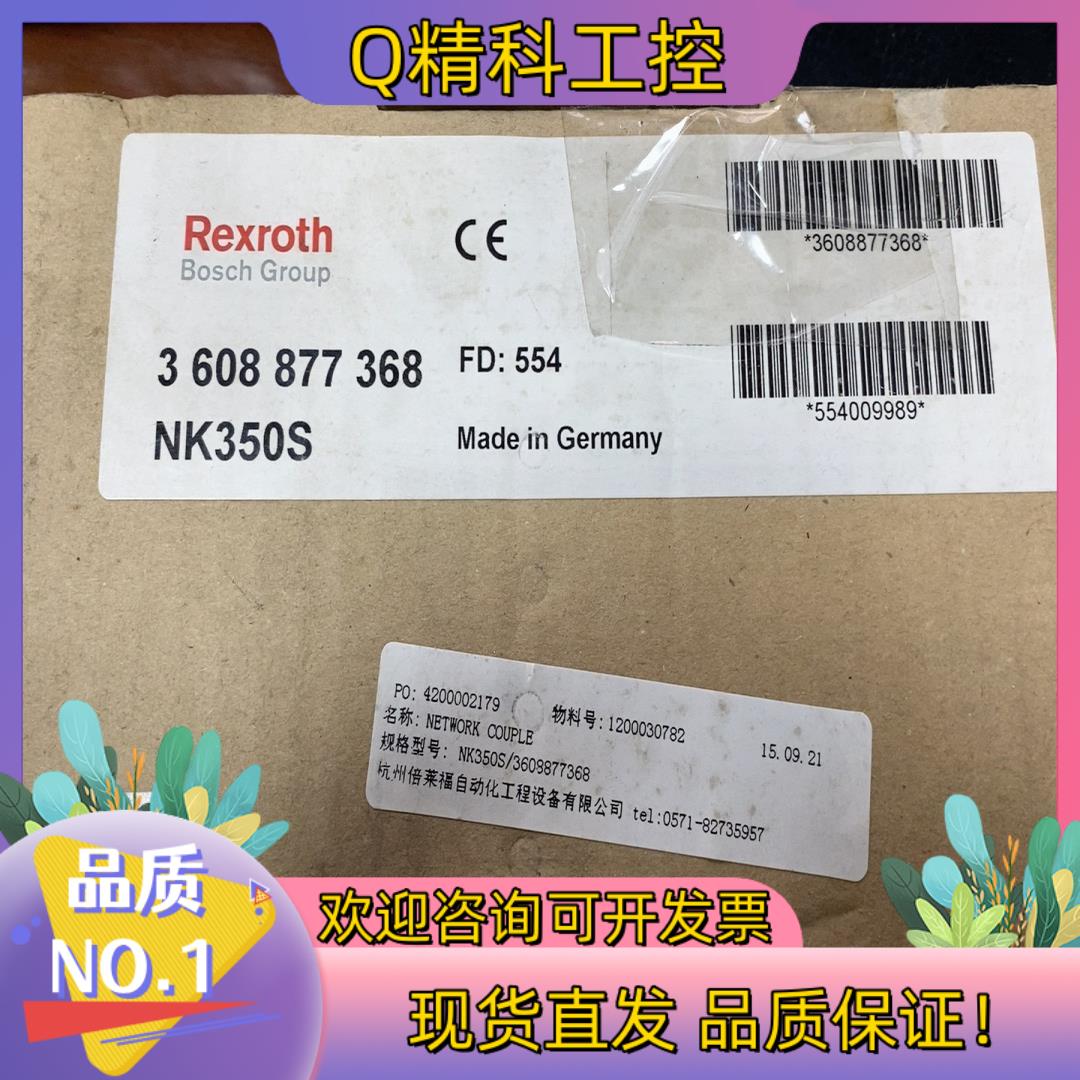 Q精科工控
Rexroth
Bosch Group
CE
*3608877368*
3 608 877 368
FD: 554
*554009989*
NK350S
Made in Germany
PO: 4200002179
物料号:1200030782
15.09.21
名称: NETWORK COUPLE
规格型号: NK350S/3608877368
杭州倍莱福自动化工程设备有限公司 tel:0571-82735957
品质
NO.1
欢迎咨询可开发票
现货直发 品质保证!